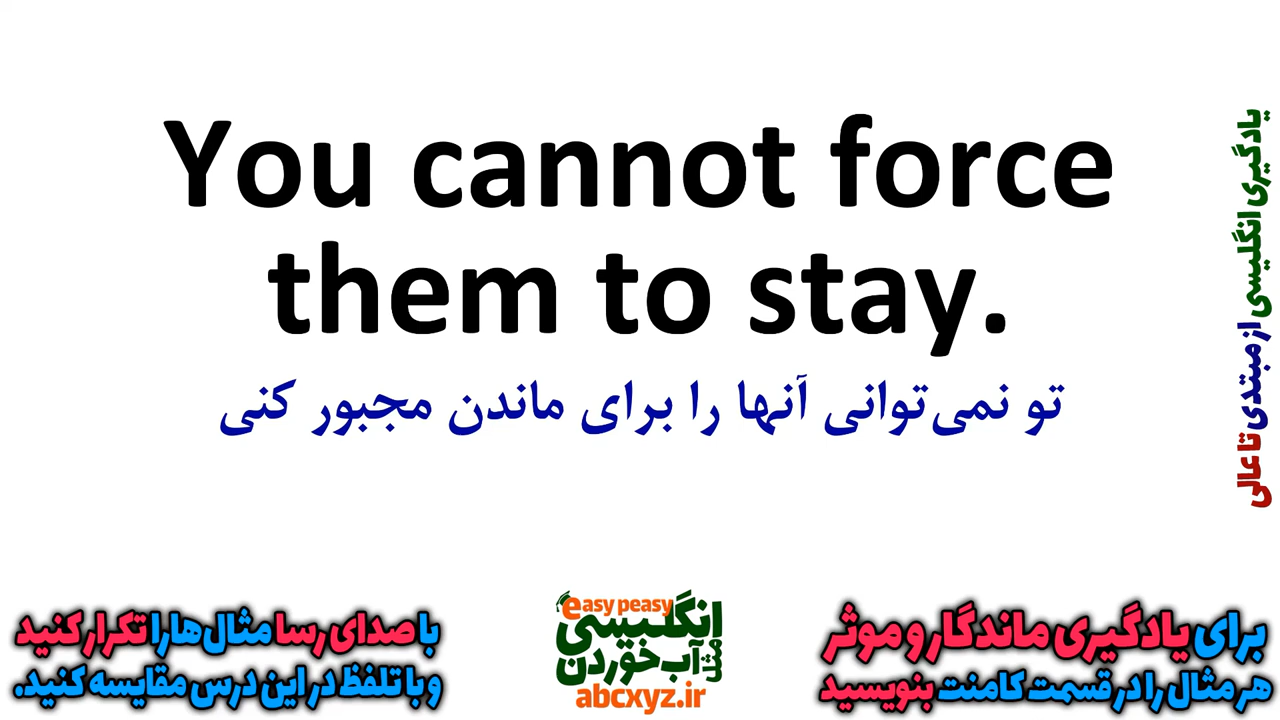 You cannot force
them to stay.
تو نمی‌توانی آنها را برای ماندن مجبور کنی
یادگیری انگلیسی از مبتدی تا عالی
برای یادگیری ماندگار و موثر
هر مثال را در قسمت کامنت بنویسید
easy peasy
انگلیسی
مثل آب خوردن
abcxyz.ir
با صدای رسا مثال‌ها را تکرار کنید
و با تلفظ در این درس مقایسه کنید.